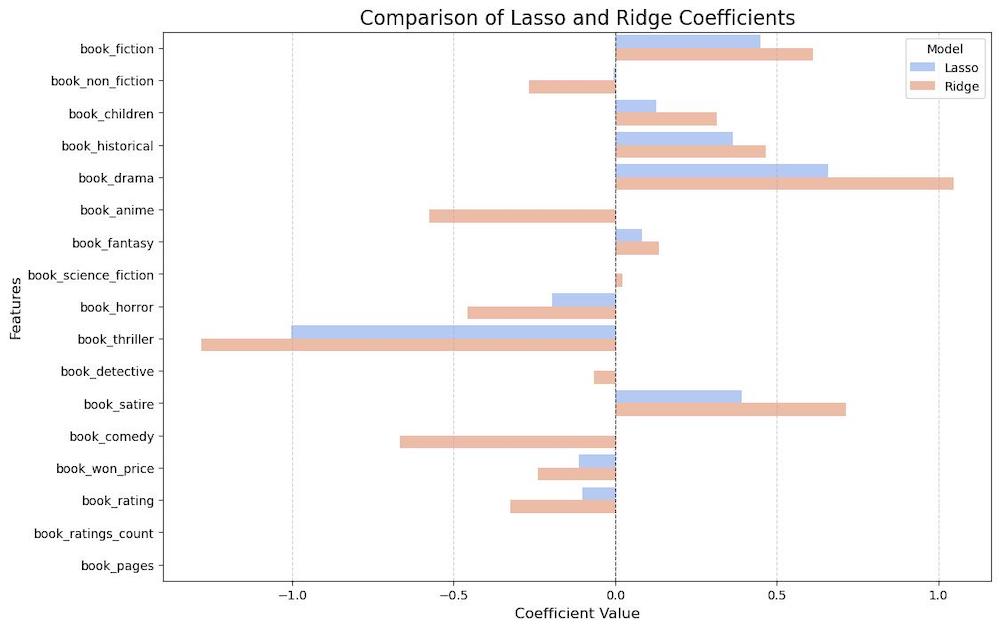 Comparison of Lasso and Ridge Coefficients
Model
Lasso
Ridge
book_fiction
book_non_fiction
book_children
book_historical
book_drama
book_anime
book_fantasy
book_science_fiction
book_horror
book_thriller
book_detective
book_satire
book_comedy
book_won_price
book_rating
book_ratings_count
book_pages
Features
−1.0 −0.5 0.0 0.5 1.0
Coefficient Value